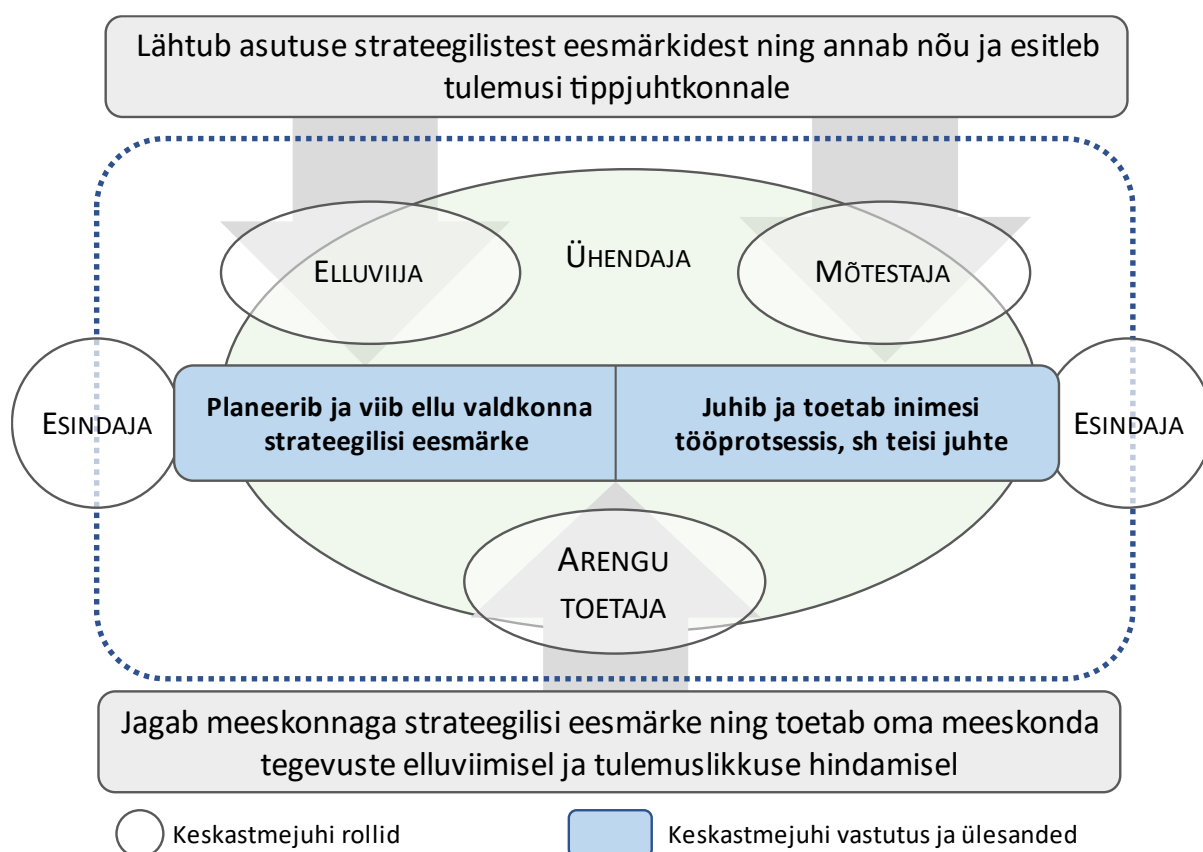 Lähtub asutuse strateegilistest eesmärkidest ning annab nõu ja esitleb
tulemusi tippjuhtkonnale
ELLUVIIJA
ÜHENDAJA
MÕTESTAJA
ESINDAJA
Planeerib ja viib ellu valdkonna
strateegilisi eesmärke
Juhib ja toetab inimesi
tööprotsessis, sh teisi juhte
ESINDAJA
ARENGU
TOETAJA
Jagab meeskonnaga strateegilisi eesmärke ning toetab oma meeskonda
tegevuste elluviimisel ja tulemuslikkuse hindamisel
Keskastmejuhi rollid
Keskastmejuhi vastutus ja ülesanded